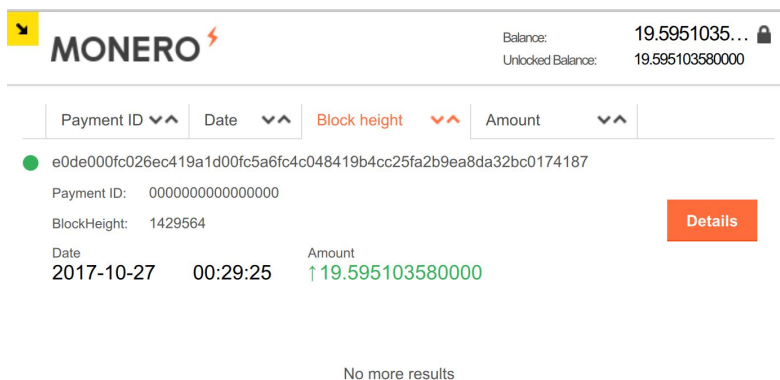 MONERO
Balance: 19.5951035...
Unlocked Balance: 19.595103580000
Payment ID Date Block height Amount
e0de000fc026ec419a1d00fc5a6fc4c048419b4cc25fa2b9ea8da32bc0174187
Payment ID: 0000000000000000
BlockHeight: 1429564
Details
Date Amount
2017-10-27 00:29:25 ↑19.595103580000
No more results